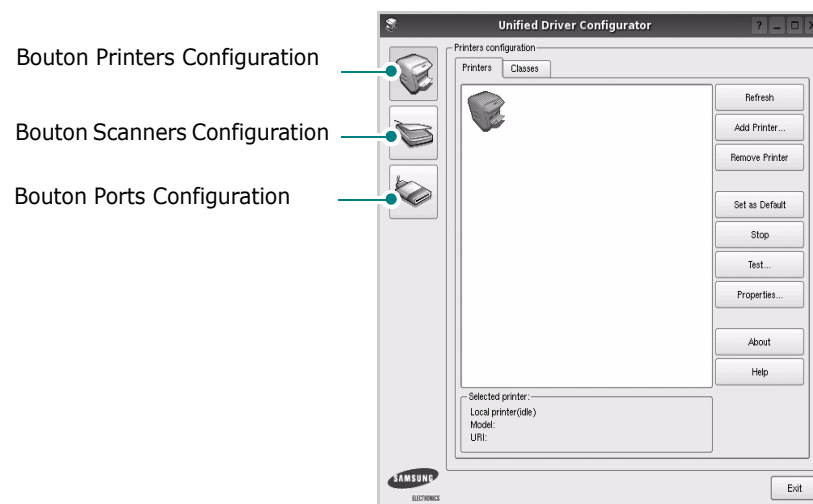 Unified Driver Configurator
Bouton Printers Configuration
Bouton Scanners Configuration
Bouton Ports Configuration
Printers configuration
Printers
Classes
Refresh
Add Printer...
Remove Printer
Set as Default
Stop
Test...
Properties...
About
Help
Selected printer:
Local printer(idle)
Model:
URI:
SAMSUNG
ELECTRONICS
Exit